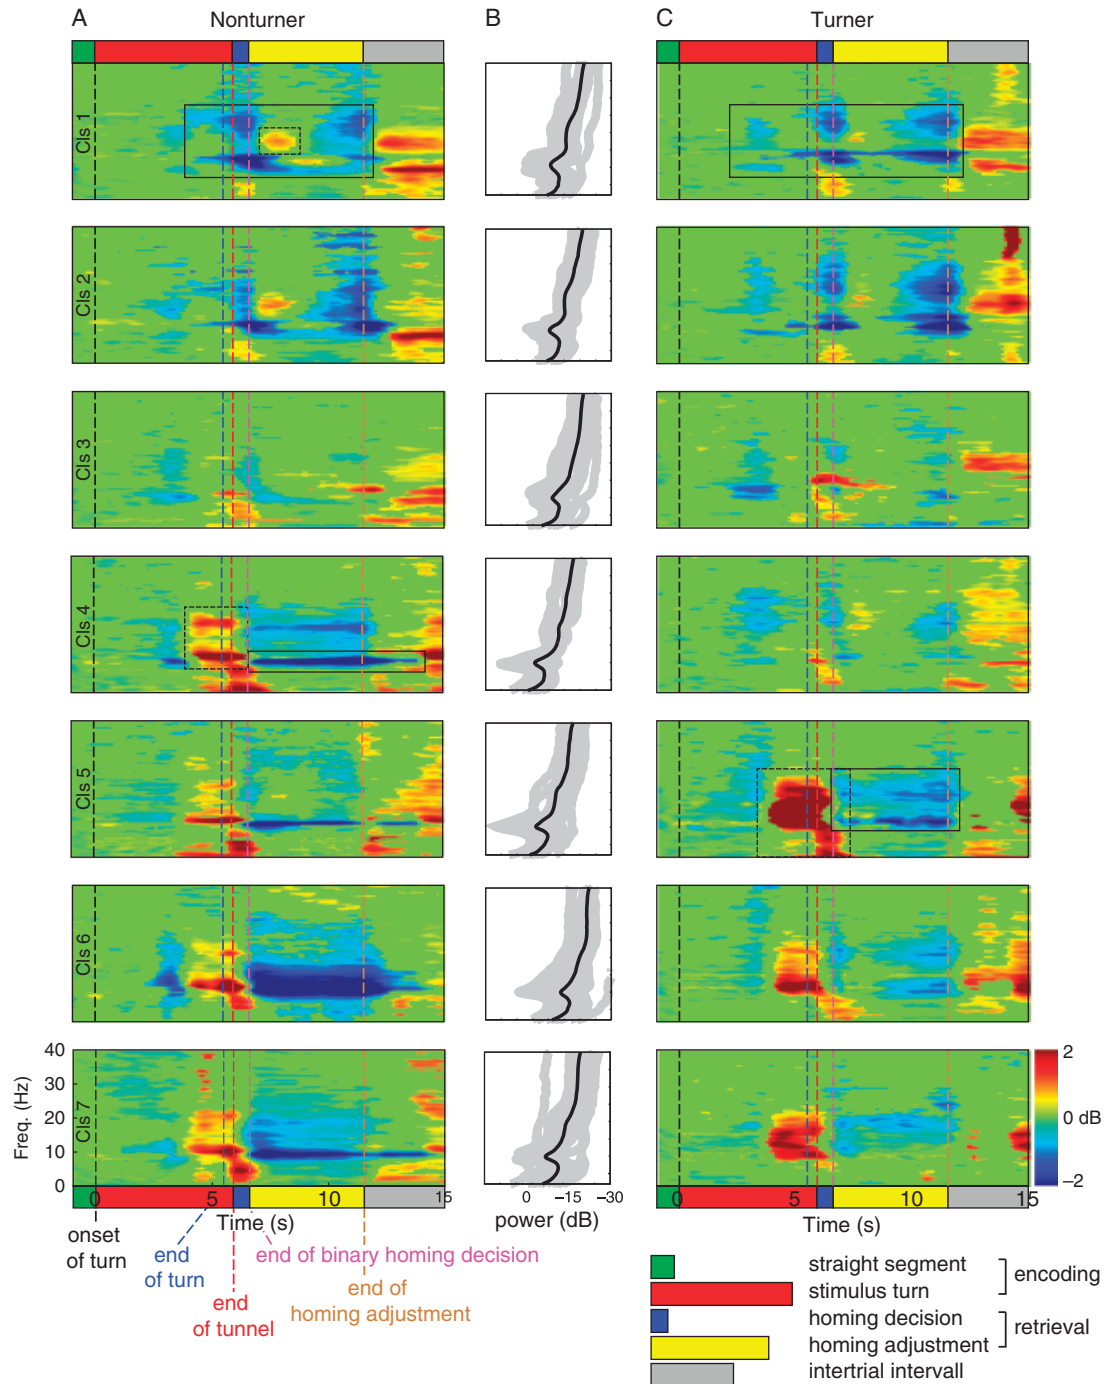 A
Nonturner
B
C
Turner
Cls 1
Cls 2
Cls 3
Cls 4
Cls 5
Cls 6
Cls 7
40
30
20
10
0
Freq. (Hz)
0
5
10
15
Time (s)
0
−15
−30
power (dB)
0
5
10
15
Time (s)
2
0 dB
−2
onset
of turn
end
of turn
end
of tunnel
end of binary homing decision
end of
homing adjustment
straight segment
stimulus turn
encoding
homing decision
homing adjustment
retrieval
intertrial intervall